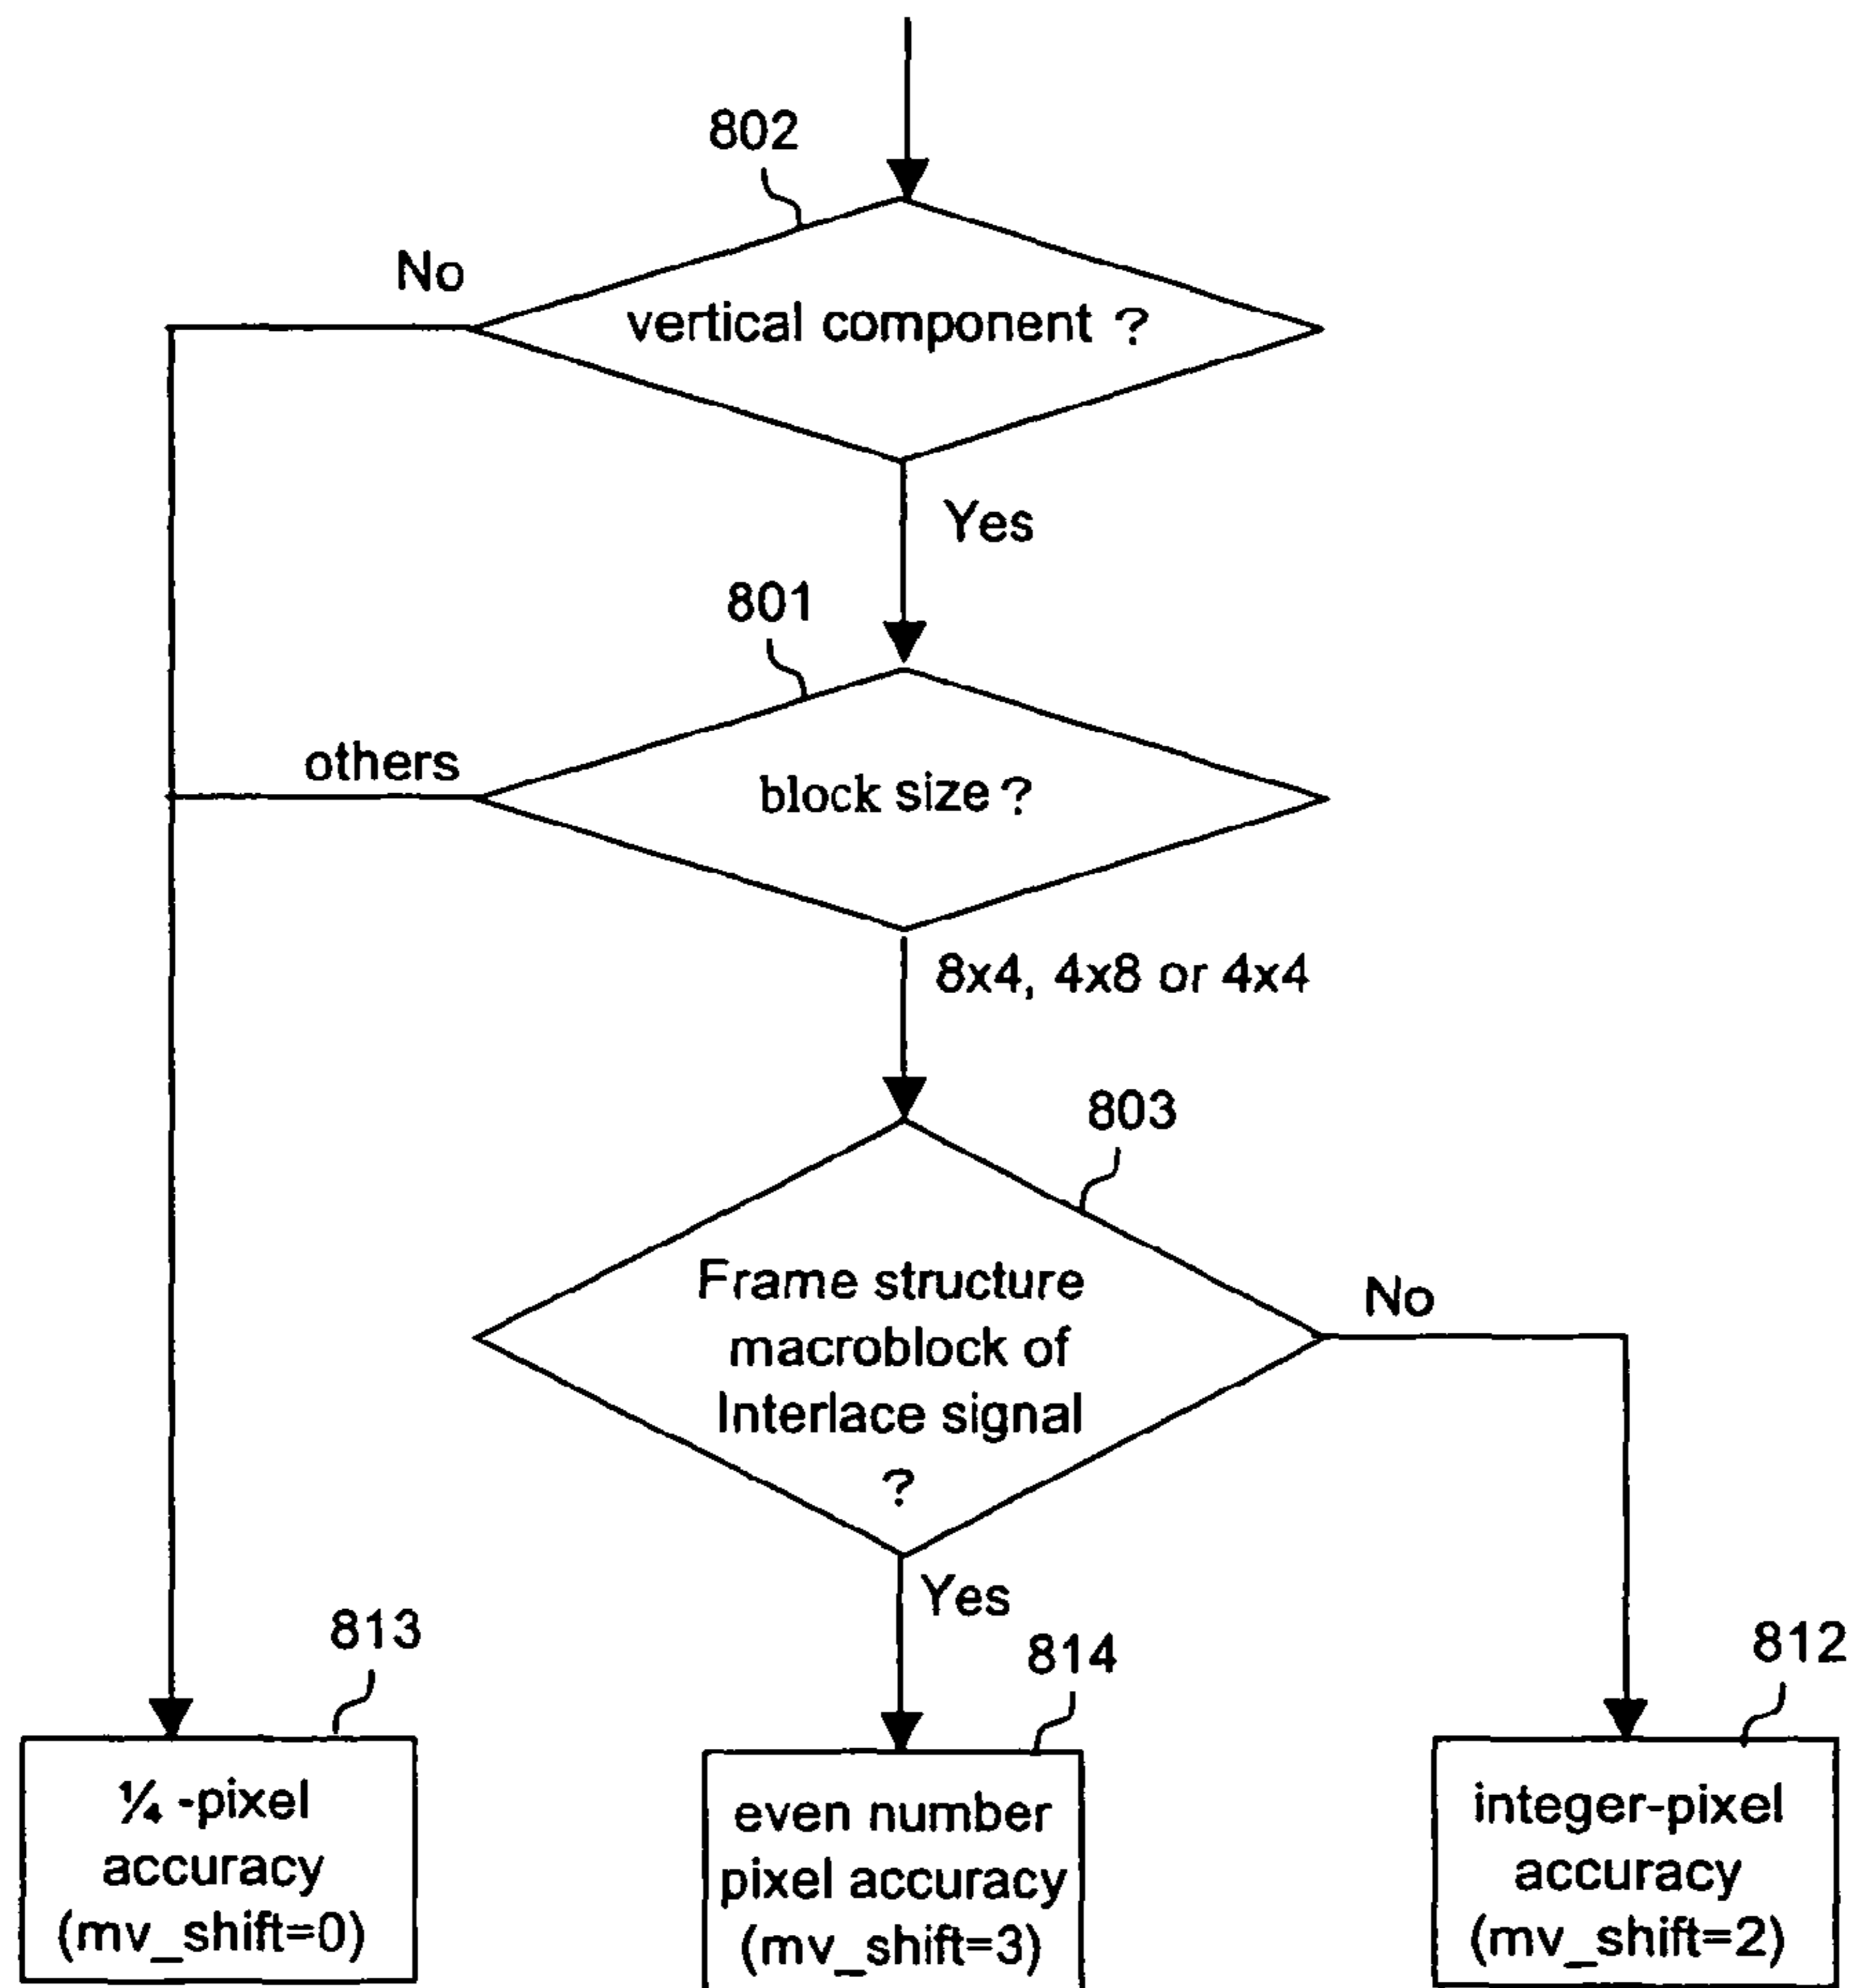 802
No
vertical component ?
Yes
801
others
block size ?
8x4, 4x8 or 4x4
803
Frame structure
macroblock of
Interlace signal
?
No
Yes
813
814
812
¼ -pixel
accuracy
(mv_shift=0)
even number
pixel accuracy
(mv_shift=3)
integer-pixel
accuracy
(mv_shift=2)